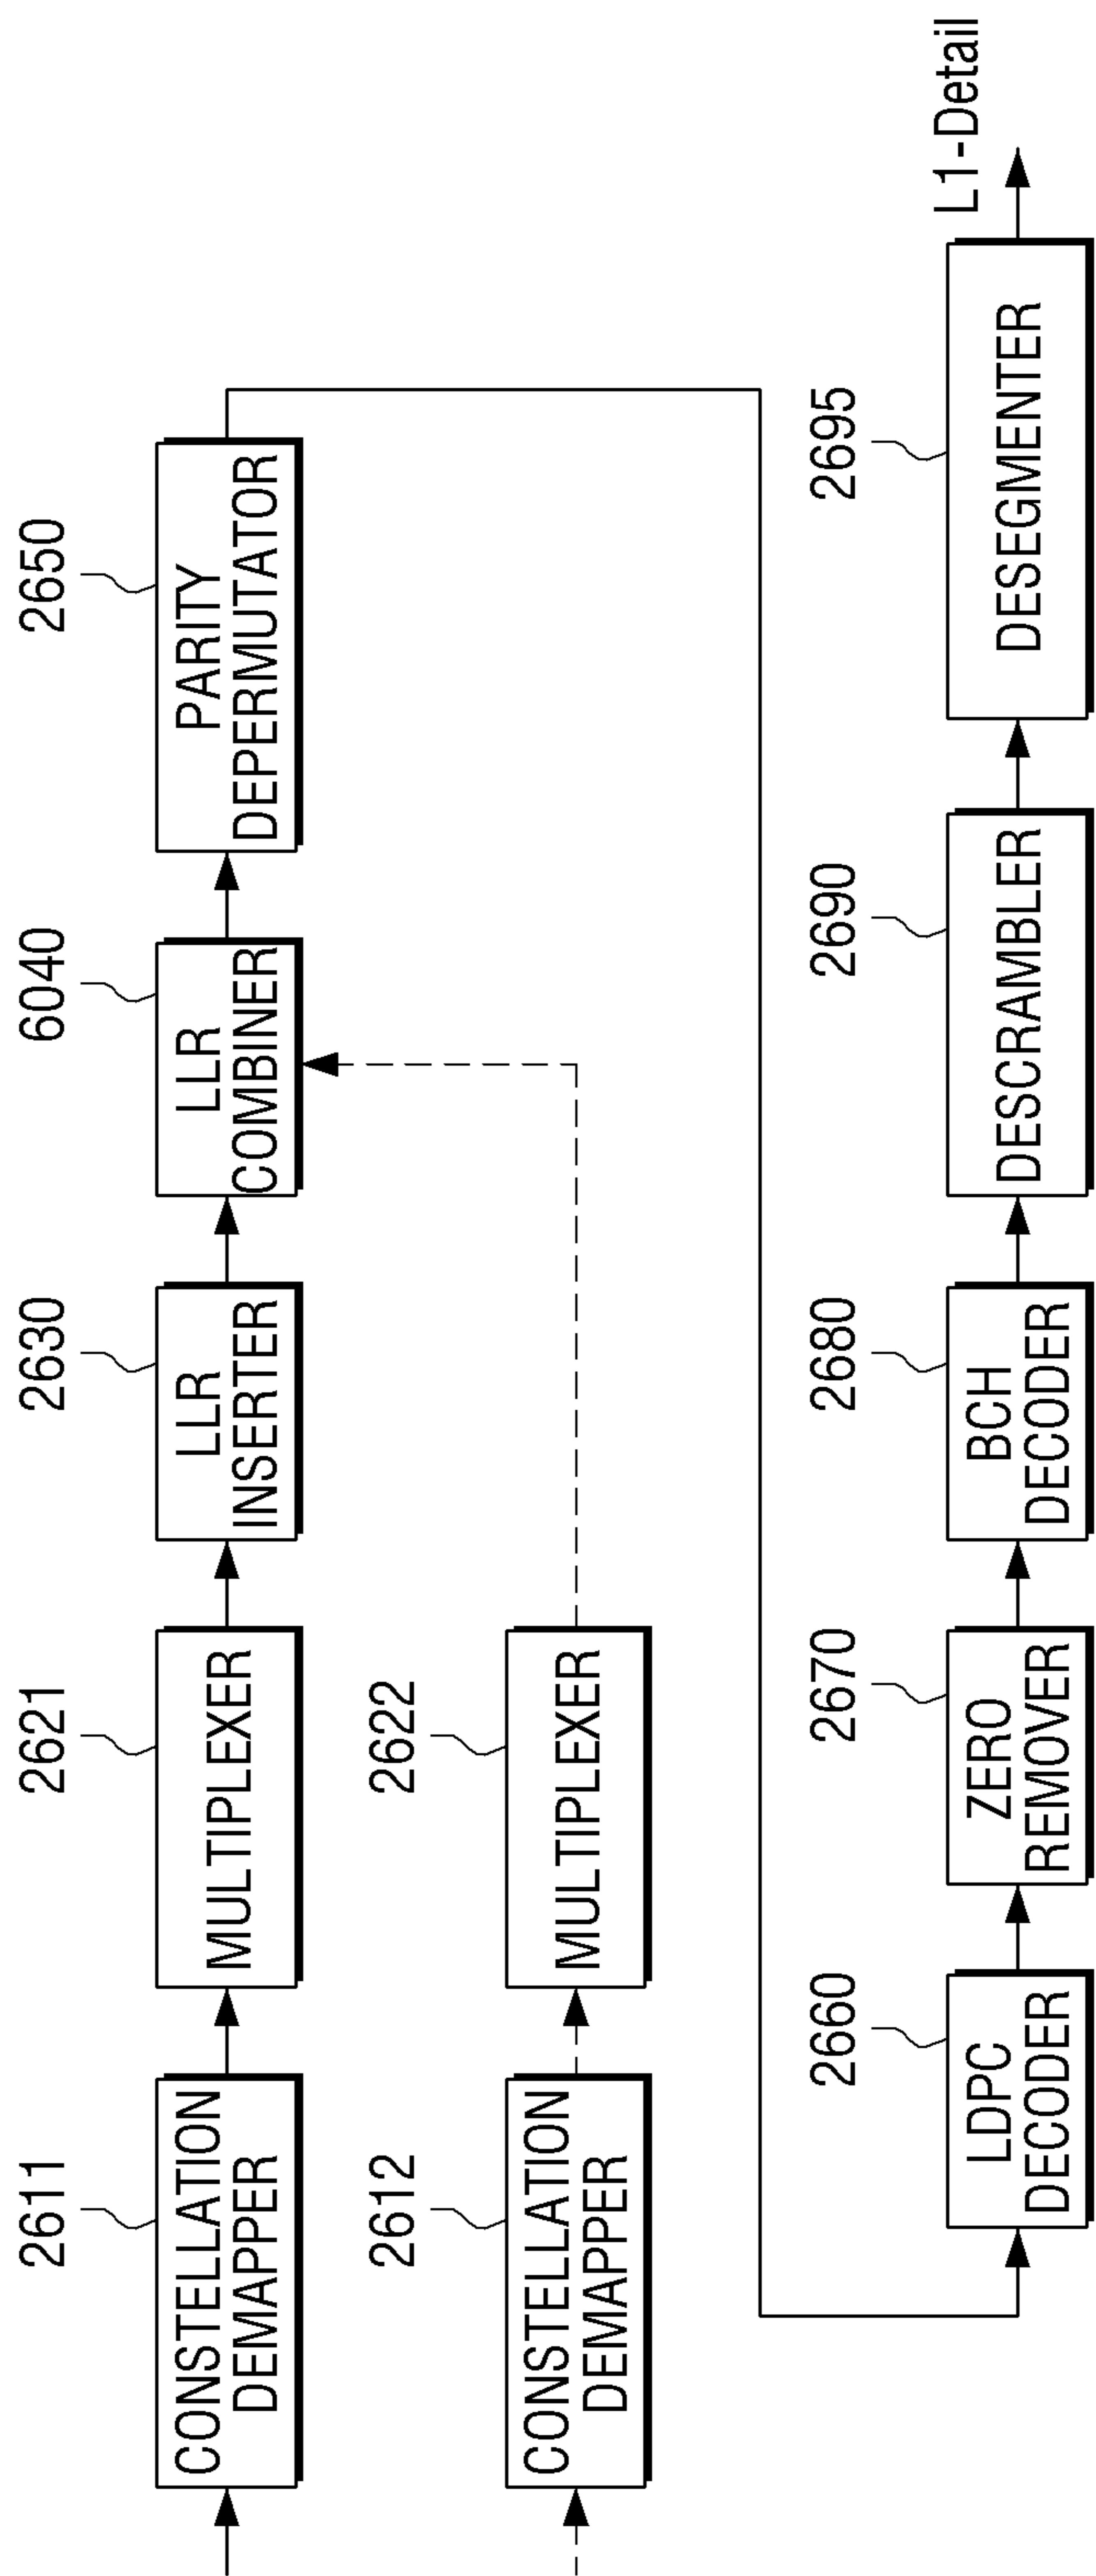 2611
CONSTELLATION
DEMAPPER
2621
MULTIPLEXER
2630
LLR
INSERTER
6040
LLR
COMBINER
2650
PARITY
DEPERMUTATOR
2612
CONSTELLATION
DEMAPPER
2622
MULTIPLEXER
2660
LDPC
DECODER
2670
ZERO
REMOVER
2680
BCH
DECODER
2690
DESCRAMBLER
2695
DESEGMENTER
L1-Detail